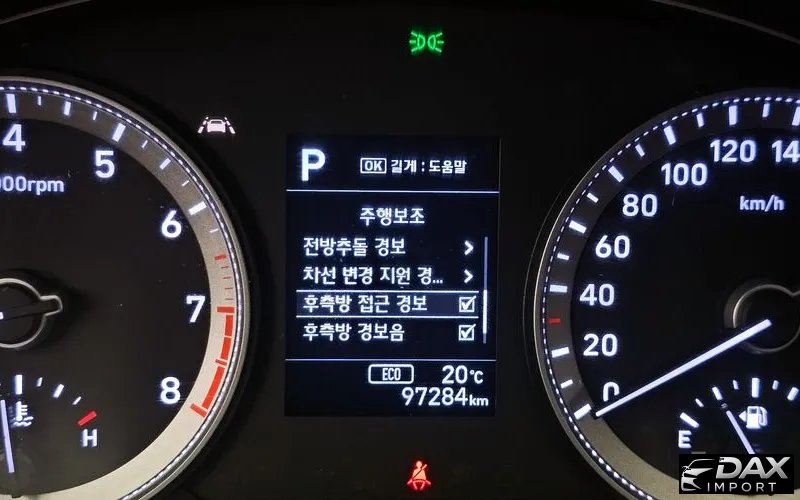 P
OK 길게 : 도움말
주행보조
전방추돌 경보 >
차선 변경 지원 경... >
후측방 접근 경보
후측방 경보음
ECO 20°C
97284km
4
5
6
7
8
000rpm
H
0
20
40
60
80
100
120
14
km/h
E
DAX
IMPORT